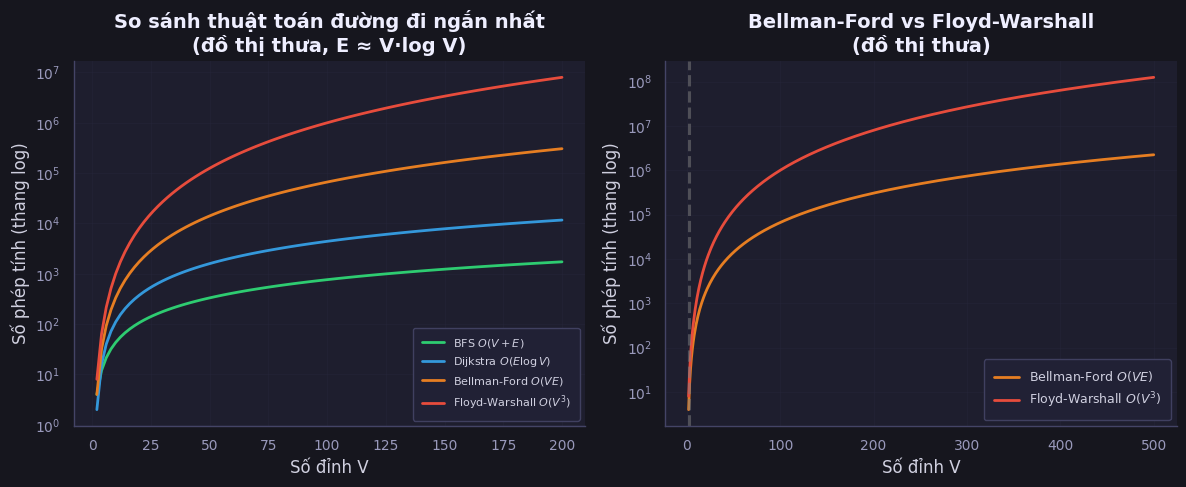 So sánh thuật toán đường đi ngắn nhất
(đồ thị thưa, E ≈ V·log V)
Số phép tính (thang log)
10⁷
10⁶
10⁵
10⁴
10³
10²
10¹
10⁰
BFS O(V + E)
Dijkstra O(E log V)
Bellman-Ford O(VE)
Floyd-Warshall O(V³)
0 25 50 75 100 125 150 175 200
Số đỉnh V
Bellman-Ford vs Floyd-Warshall
(đồ thị thưa)
Số phép tính (thang log)
10⁸
10⁷
10⁶
10⁵
10⁴
10³
10²
10¹
Bellman-Ford O(VE)
Floyd-Warshall O(V³)
0 100 200 300 400 500
Số đỉnh V